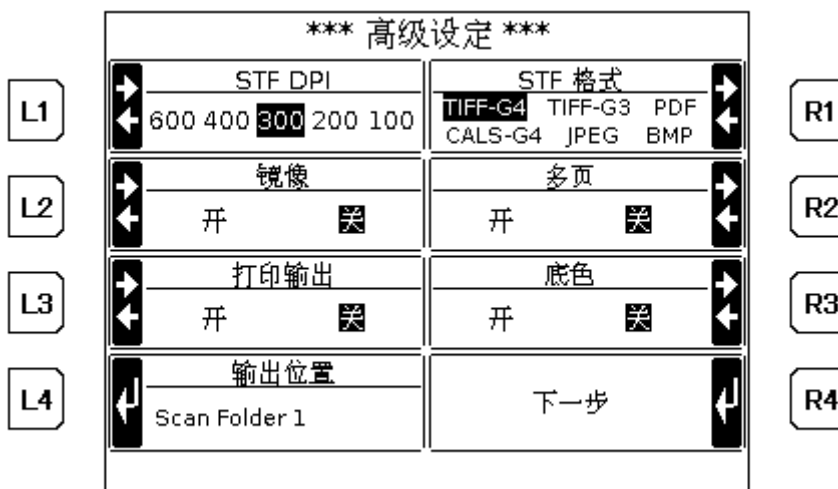 *** 高级设定 ***
L1
STF DPI
600 400 300 200 100
STF 格式
TIFF-G4 TIFF-G3 PDF
CALS-G4 JPEG BMP
R1
L2
镜像
开 关
多页
开 关
R2
L3
打印输出
开 关
底色
开 关
R3
L4
输出位置
Scan Folder 1
下一步
R4